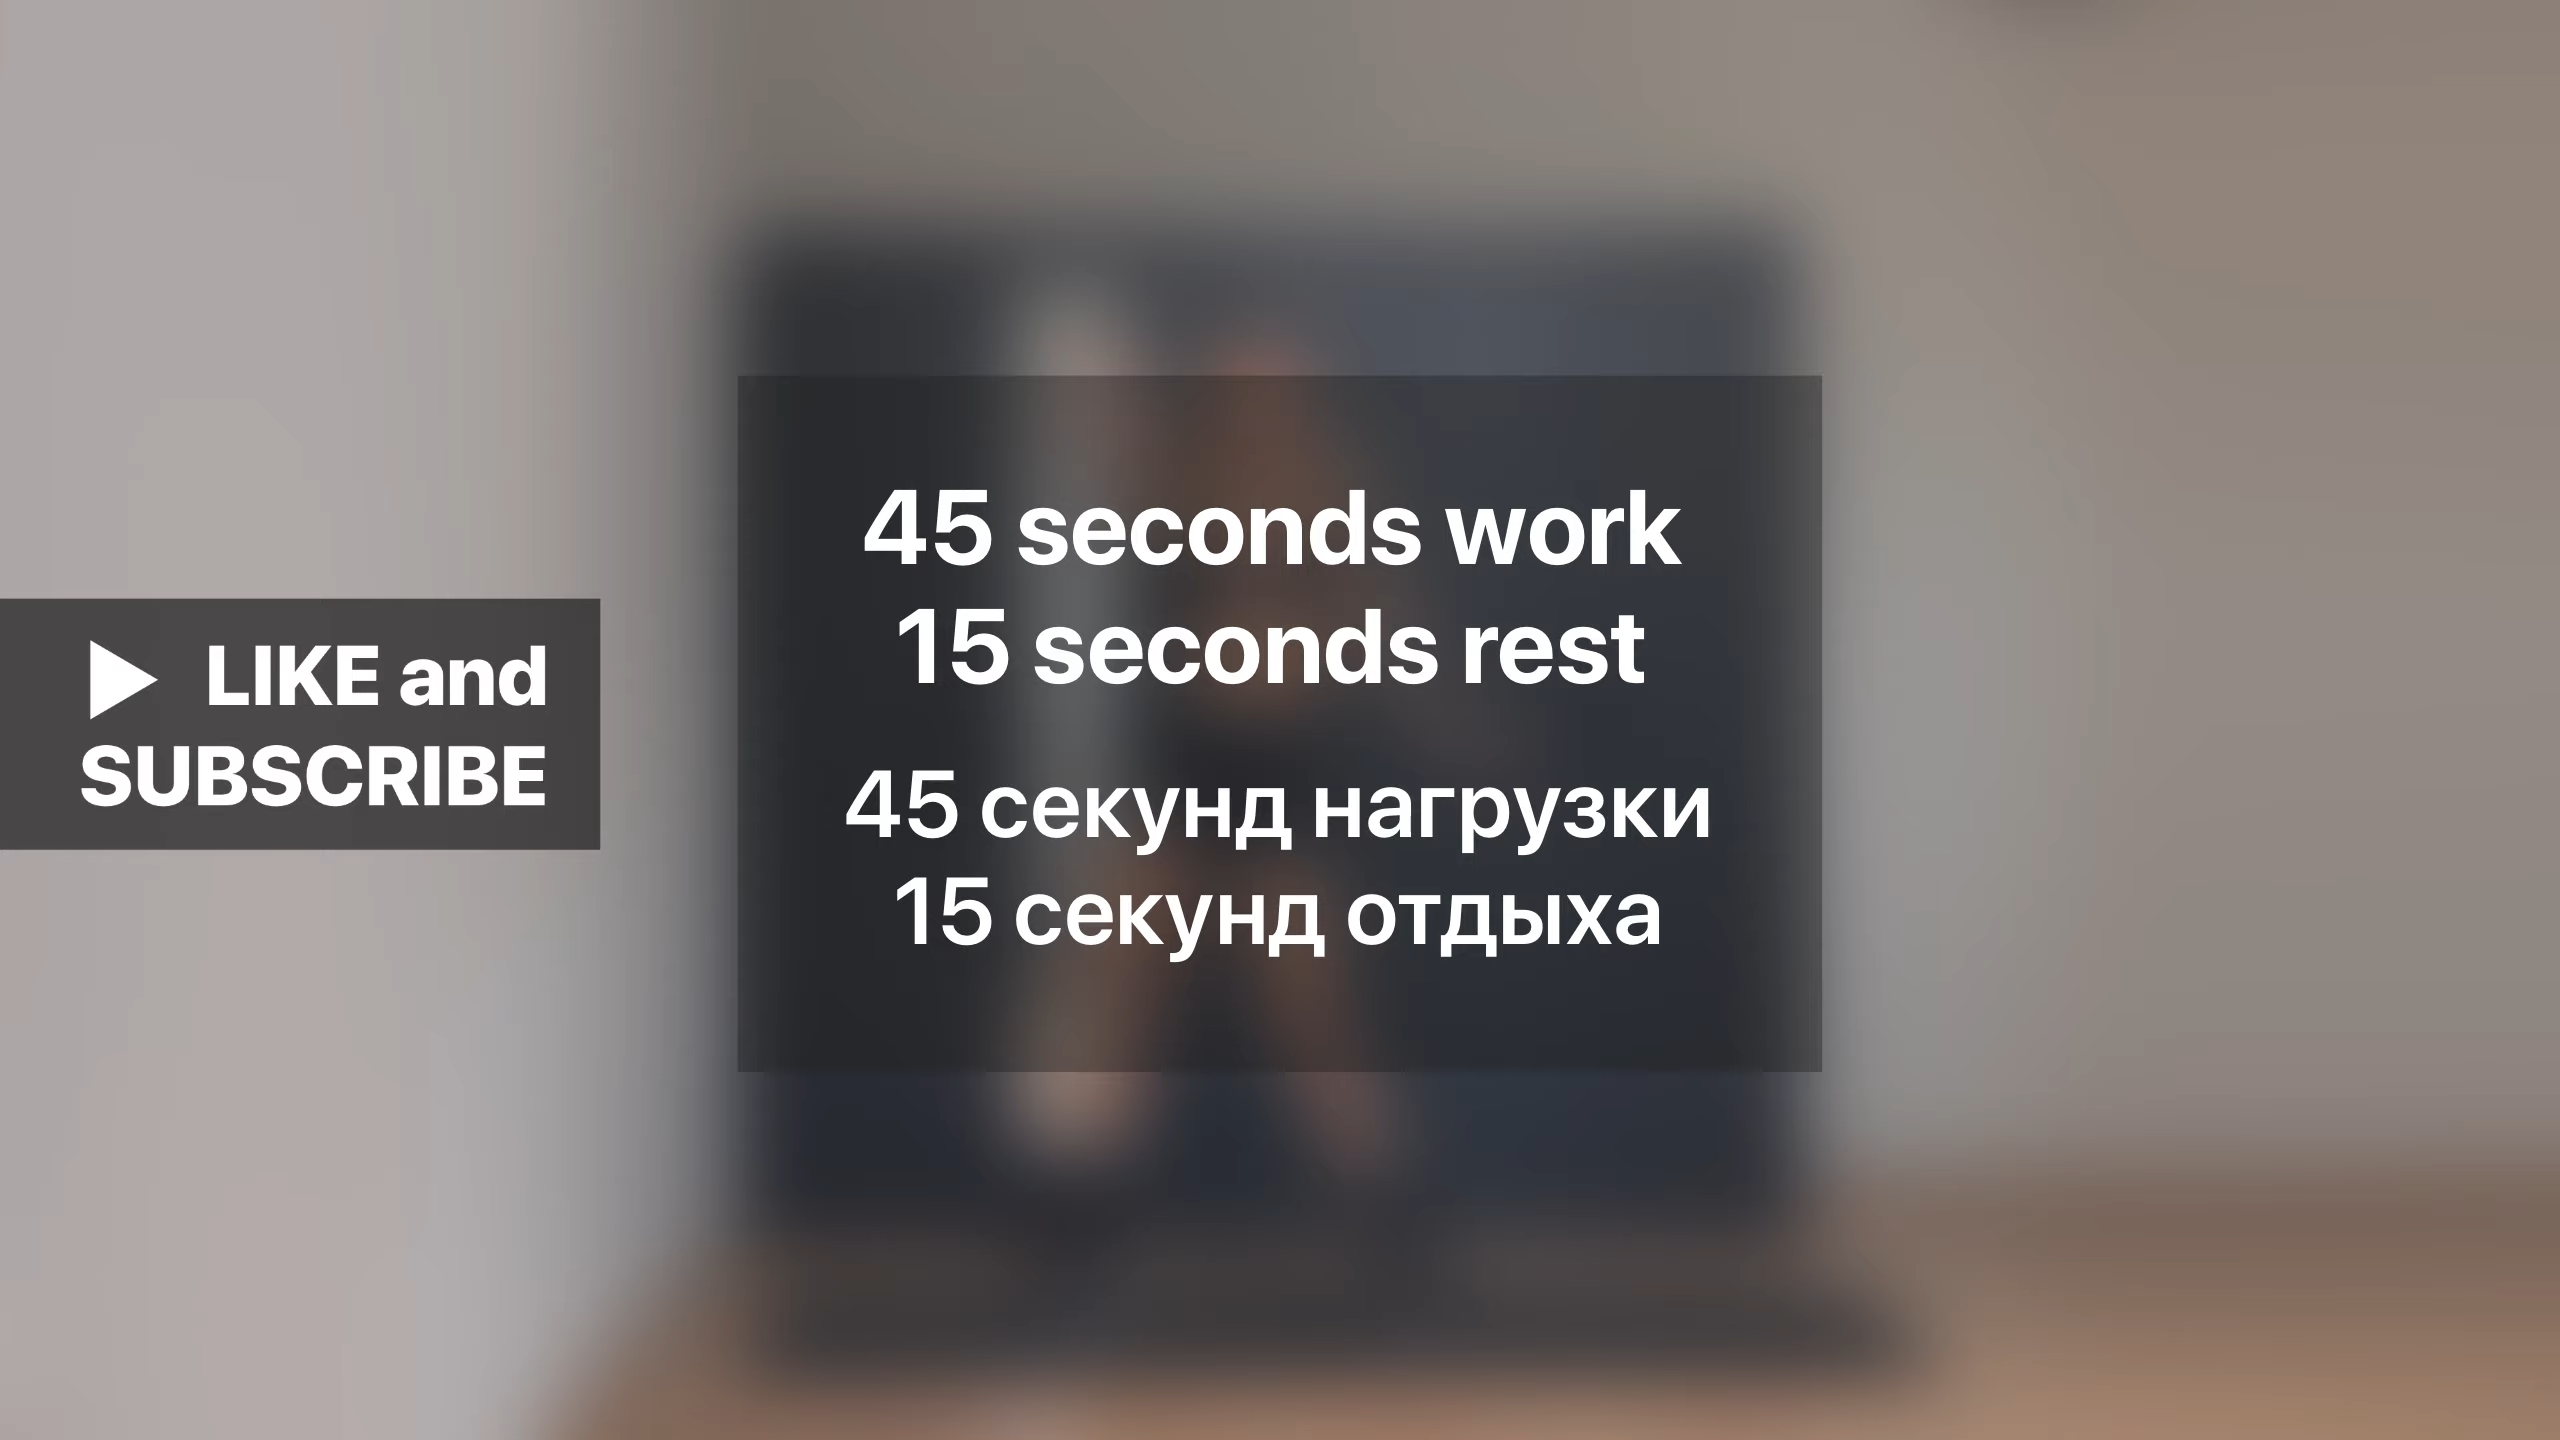 LIKE and
SUBSCRIBE
45 seconds work
15 seconds rest
45 секунд нагрузки
15 секунд отдыха